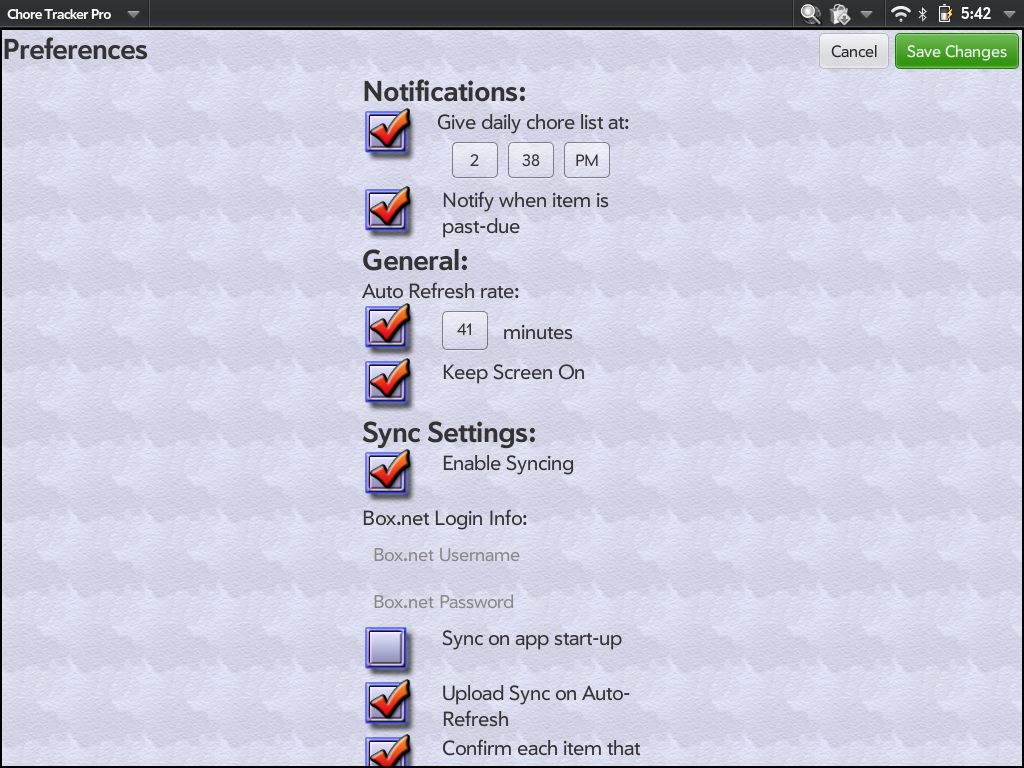 Chore Tracker Pro
5:42
Preferences
Cancel
Save Changes
Notifications:
Give daily chore list at:
2 38 PM
Notify when item is
past-due
General:
Auto Refresh rate:
41 minutes
Keep Screen On
Sync Settings:
Enable Syncing
Box.net Login Info:
Box.net Username
Box.net Password
Sync on app start-up
Upload Sync on Auto-
Refresh
Confirm each item that